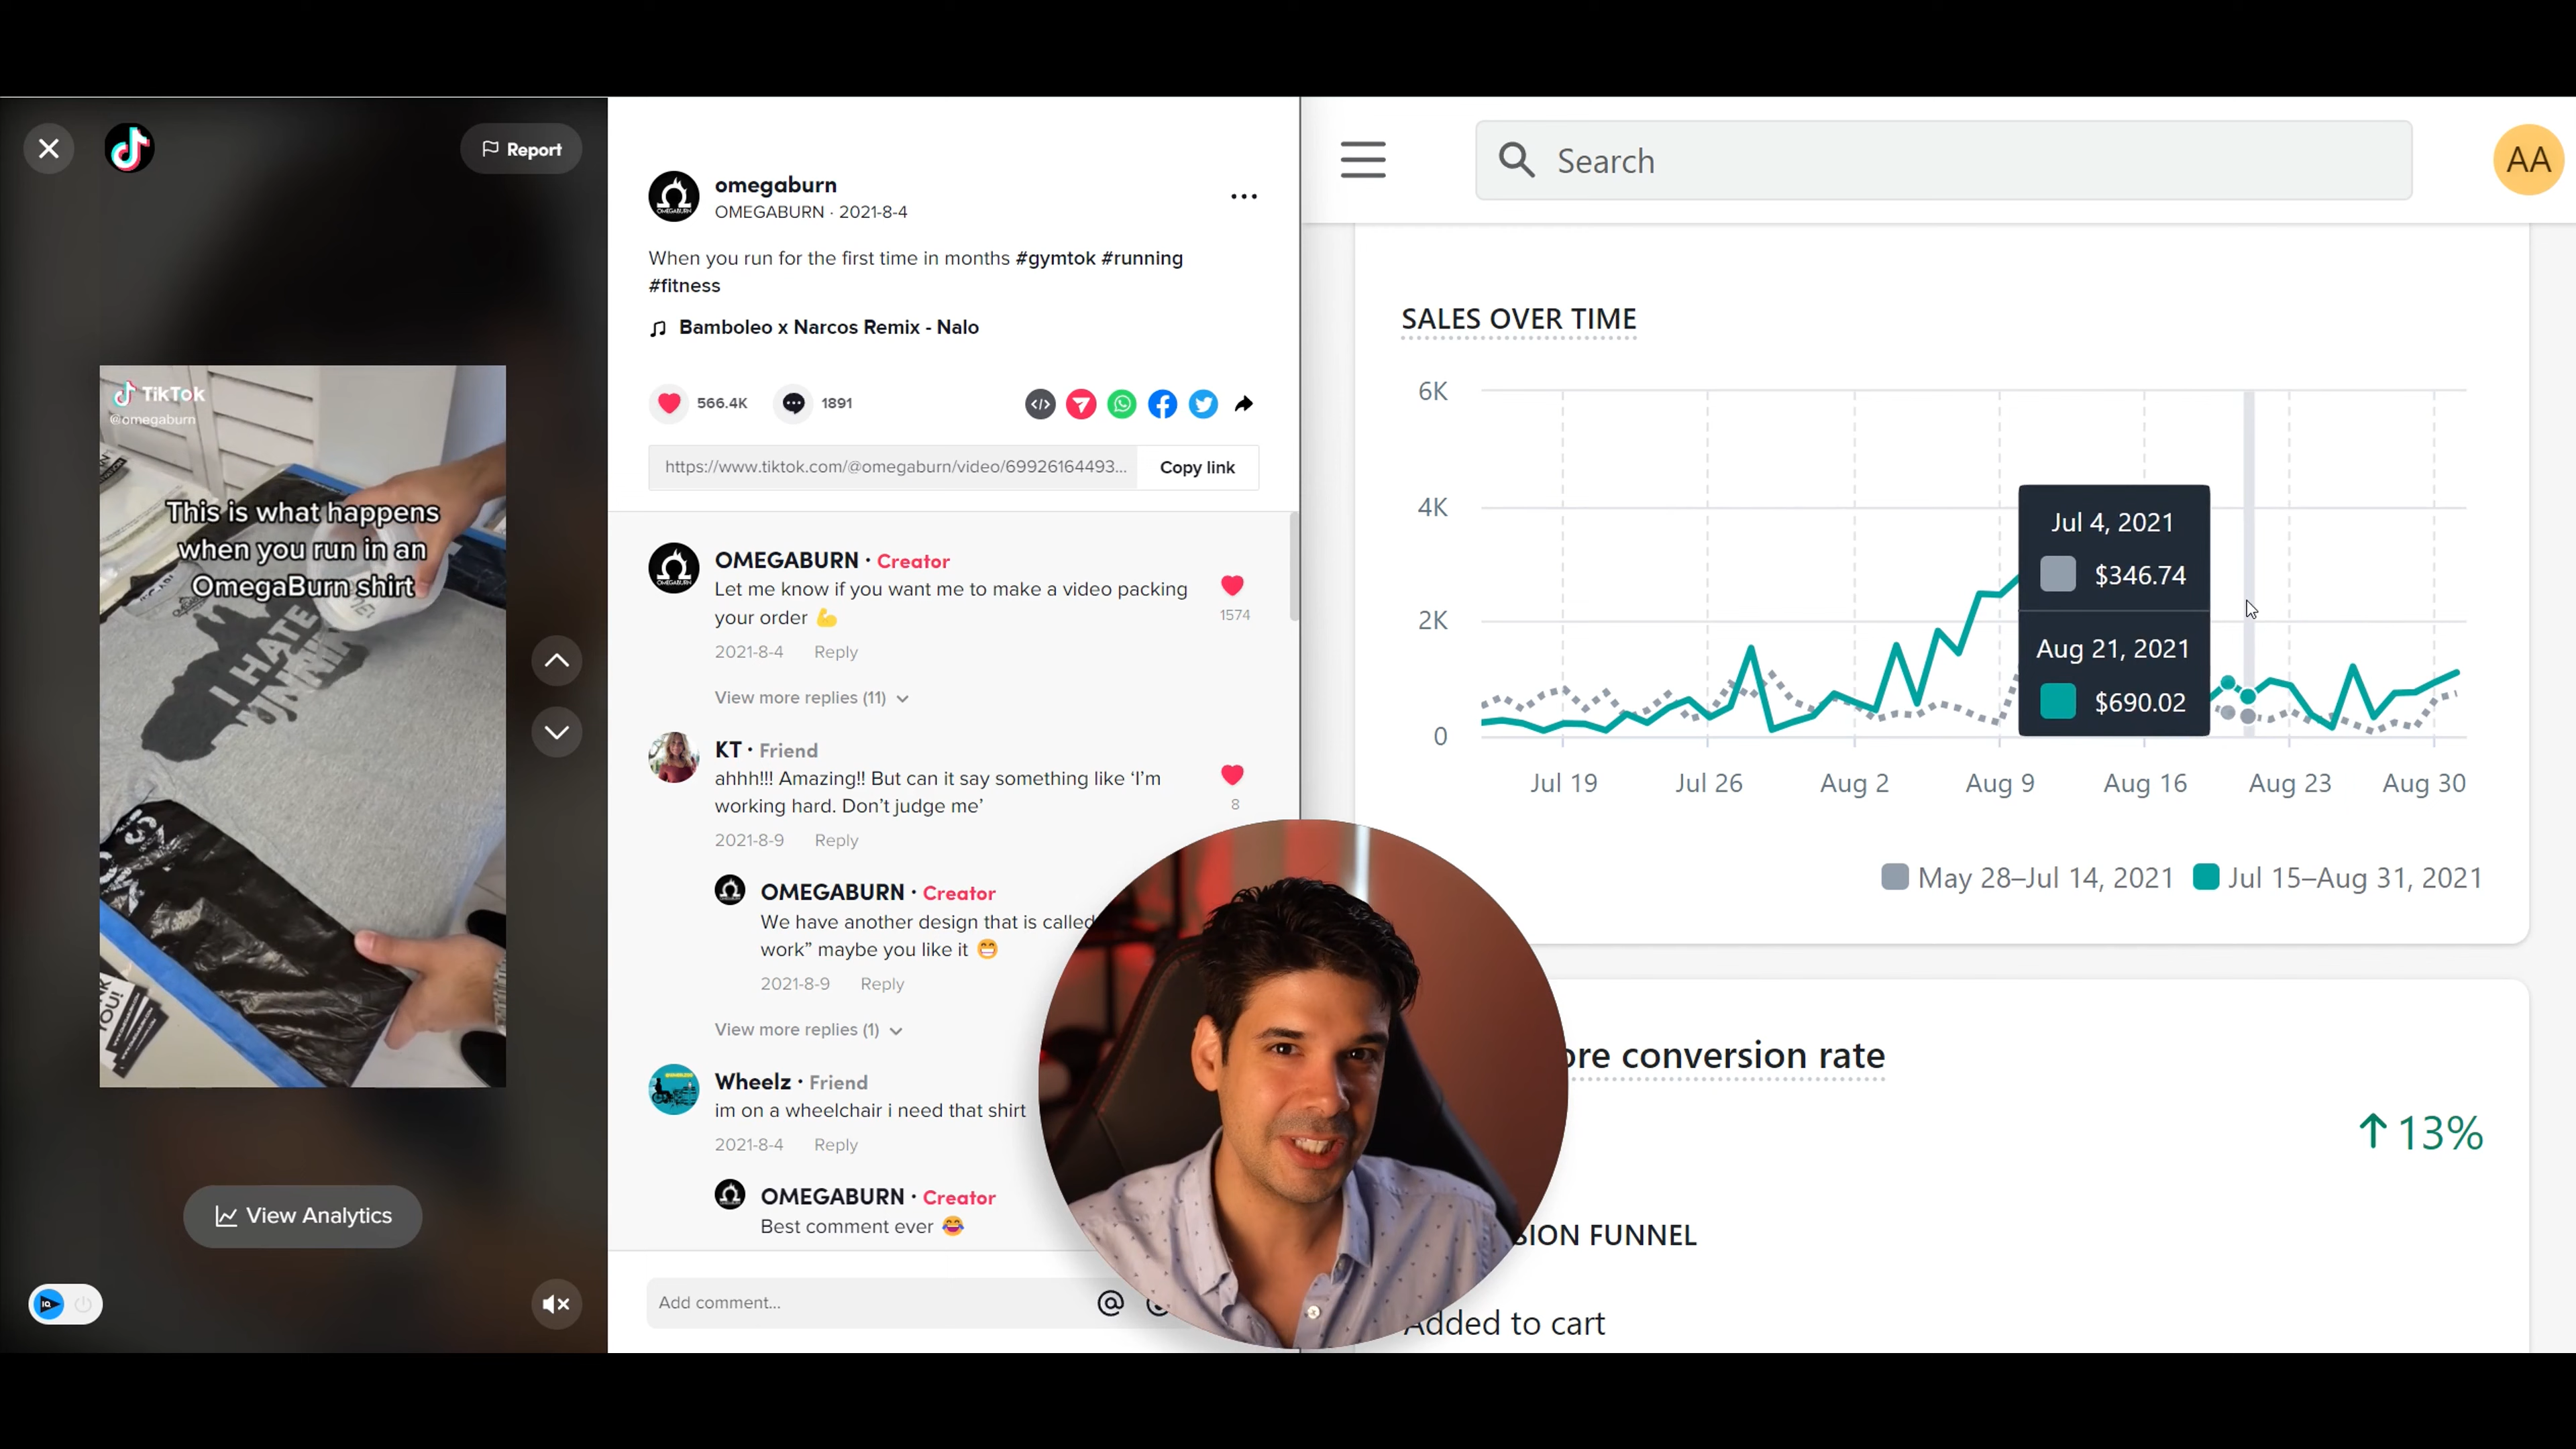 Report
TikTok
@omegaburn
This is what happens
when you run in an
OmegaBurn shirt
I HATE
YOU!
View Analytics
omegaburn
OMEGABURN · 2021-8-4
When you run for the first time in months #gymtok #running
#fitness
Bamboleo x Narcos Remix - Nalo
566.4K
1891
https://www.tiktok.com/@omegaburn/video/69926164493...
Copy link
OMEGABURN · Creator
Let me know if you want me to make a video packing
your order 💪
1574
2021-8-4 Reply
View more replies (11)
KT · Friend
ahhh!!! Amazing!! But can it say something like ‘I’m
working hard. Don’t judge me’
8
2021-8-9 Reply
OMEGABURN · Creator
We have another design that is called
work” maybe you like it 😁
2021-8-9 Reply
View more replies (1)
Wheelz · Friend
im on a wheelchair i need that shirt
2021-8-4 Reply
OMEGABURN · Creator
Best comment ever 😂
Add comment...
Search
AA
SALES OVER TIME
6K
4K
2K
0
Jul 4, 2021
$346.74
Aug 21, 2021
$690.02
Jul 19 Jul 26 Aug 2 Aug 9 Aug 16 Aug 23 Aug 30
May 28–Jul 14, 2021 Jul 15–Aug 31, 2021
ore conversion rate
↑13%
SION FUNNEL
Added to cart